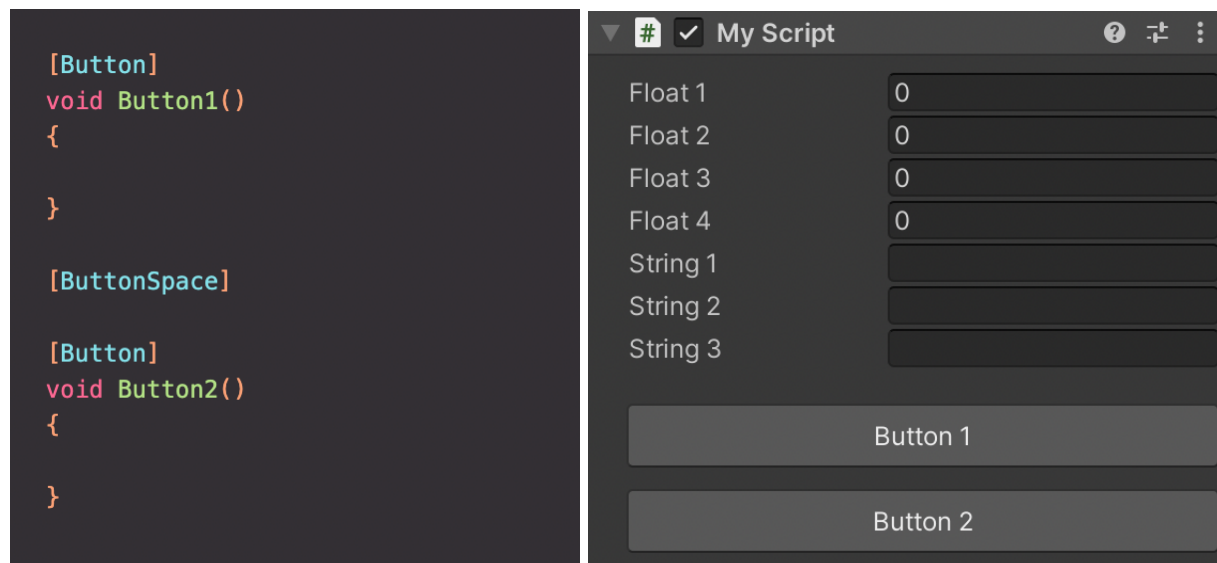 [Button]
void Button1()
{
}
[ButtonSpace]
[Button]
void Button2()
{
}
# My Script
Float 1 0
Float 2 0
Float 3 0
Float 4 0
String 1
String 2
String 3
Button 1
Button 2